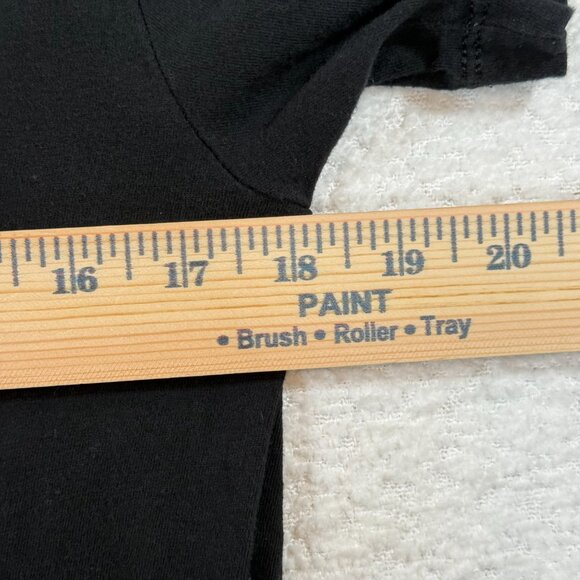 16 17 18 19 20
PAINT
• Brush • Roller • Tray